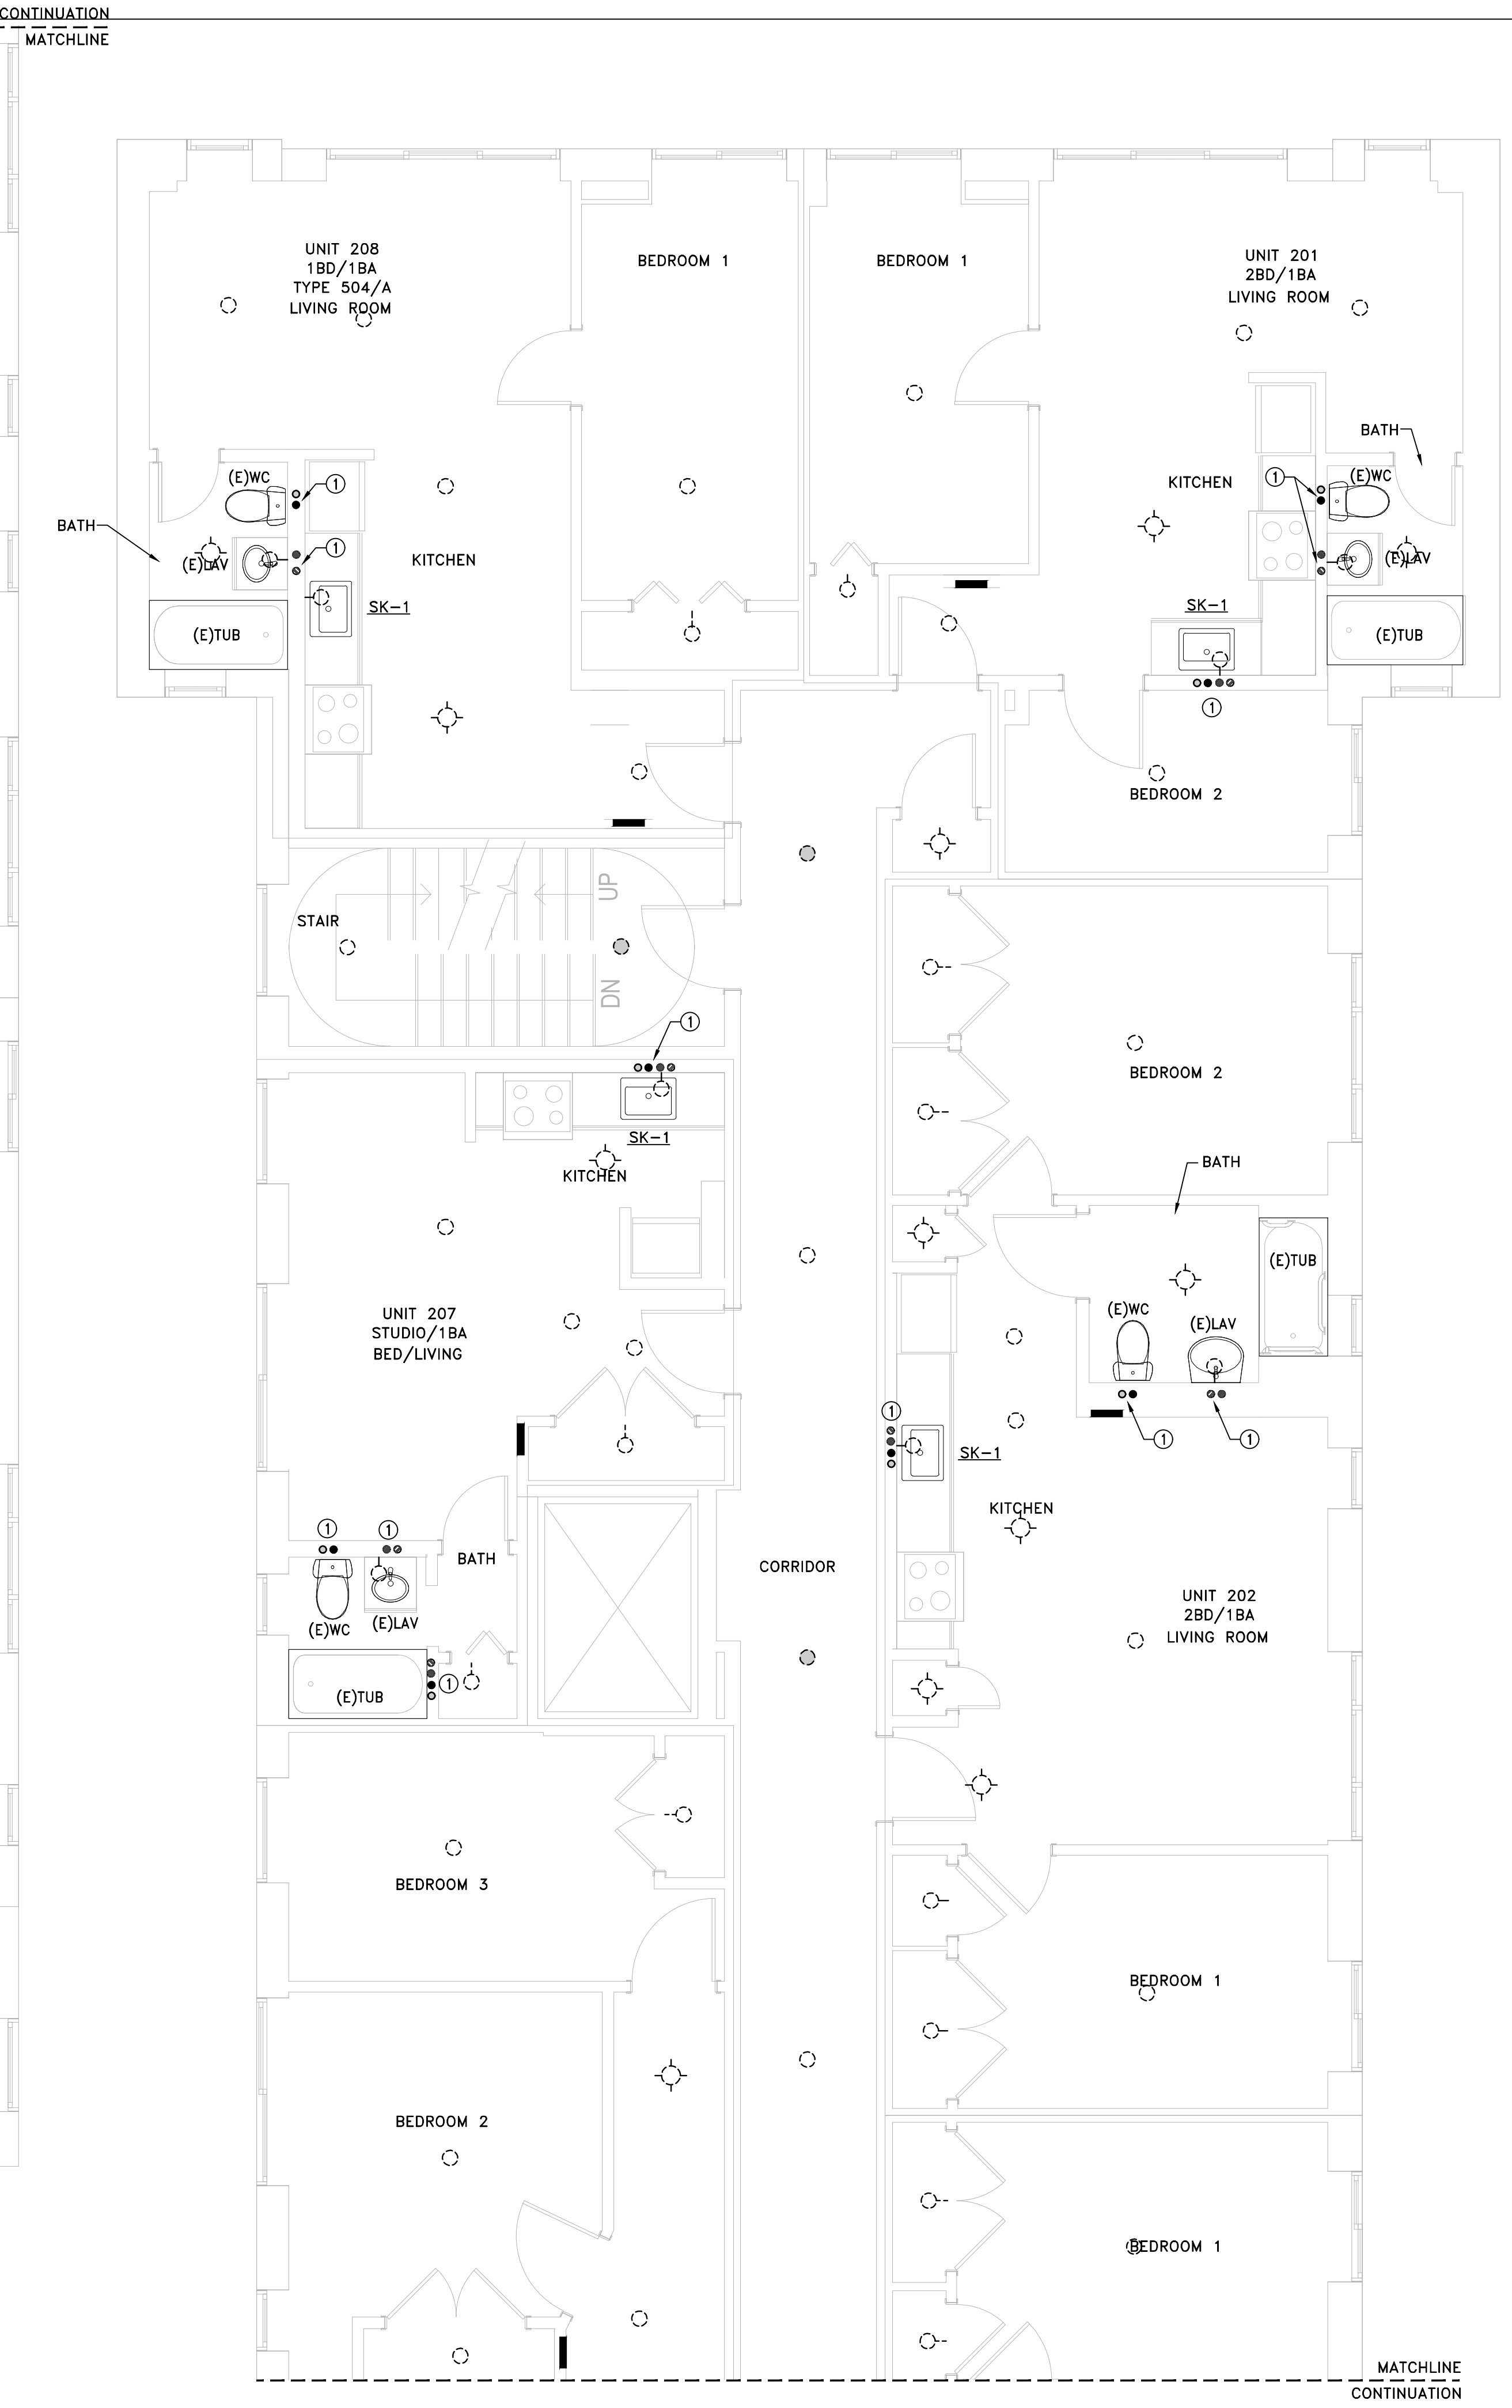 CONTINUATION
MATCHLINE
UNIT 208
1BD/1BA
TYPE 504/A
LIVING ROOM
BEDROOM 1
BEDROOM 1
UNIT 201
2BD/1BA
LIVING ROOM
BATH
(E)WC
1
BATH
(E)LAV
1
KITCHEN
SK-1
(E)TUB
KITCHEN
1
(E)WC
(E)LAV
SK-1
(E)TUB
1
BEDROOM 2
STAIR
UP
DN
1
SK-1
KITCHEN
BEDROOM 2
BATH
(E)TUB
(E)WC
(E)LAV
UNIT 207
STUDIO/1BA
BED/LIVING
1
SK-1
1
1
KITCHEN
1
1
BATH
(E)WC
(E)LAV
(E)TUB
1
CORRIDOR
UNIT 202
2BD/1BA
LIVING ROOM
BEDROOM 3
BEDROOM 1
BEDROOM 2
BEDROOM 1
MATCHLINE
CONTINUATION